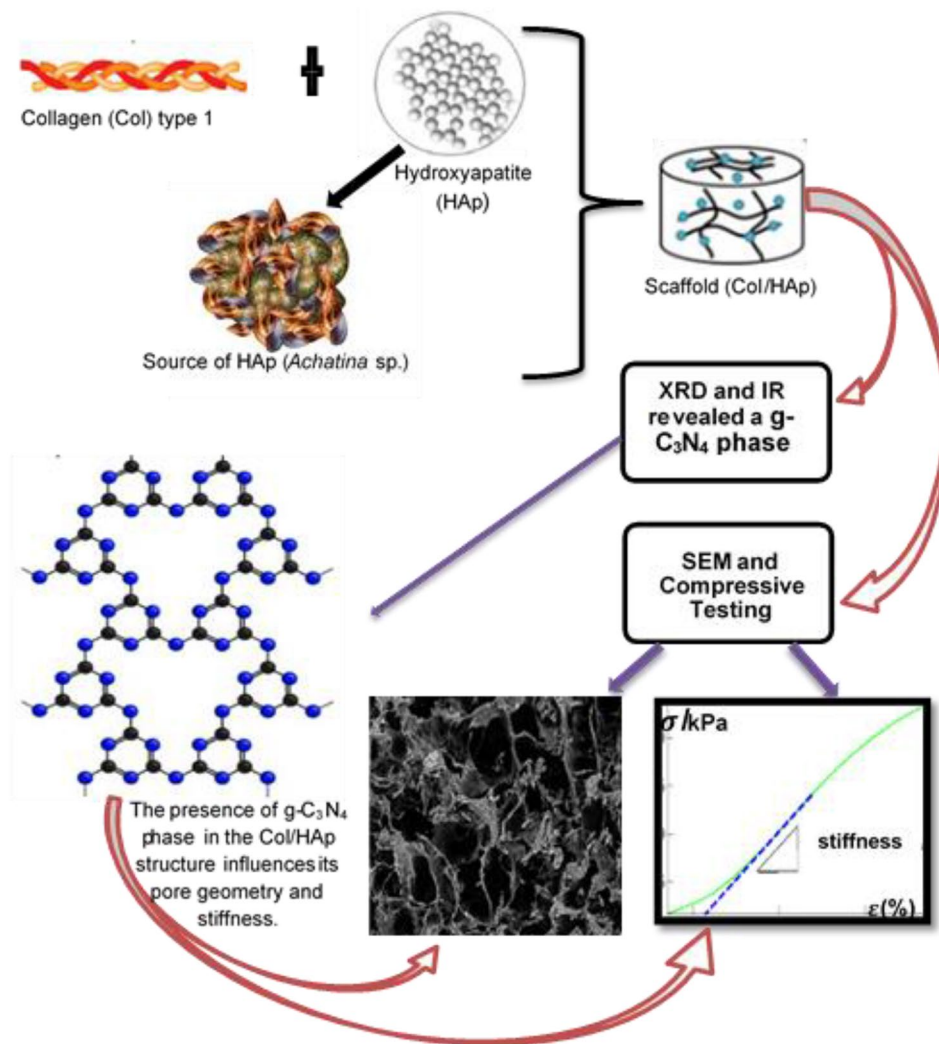 Collagen (Col) type 1
Hydroxyapatite
(HAp)
Source of HAp (Achatina sp.)
Scaffold (Col/HAp)
XRD and IR
revealed a g-
C₃N₄ phase
SEM and
Compressive
Testing
The presence of g-C₃N₄
phase in the Col/HAp
structure influences its
pore geometry and
stiffness.
σ/kPa
stiffness
ε(%)